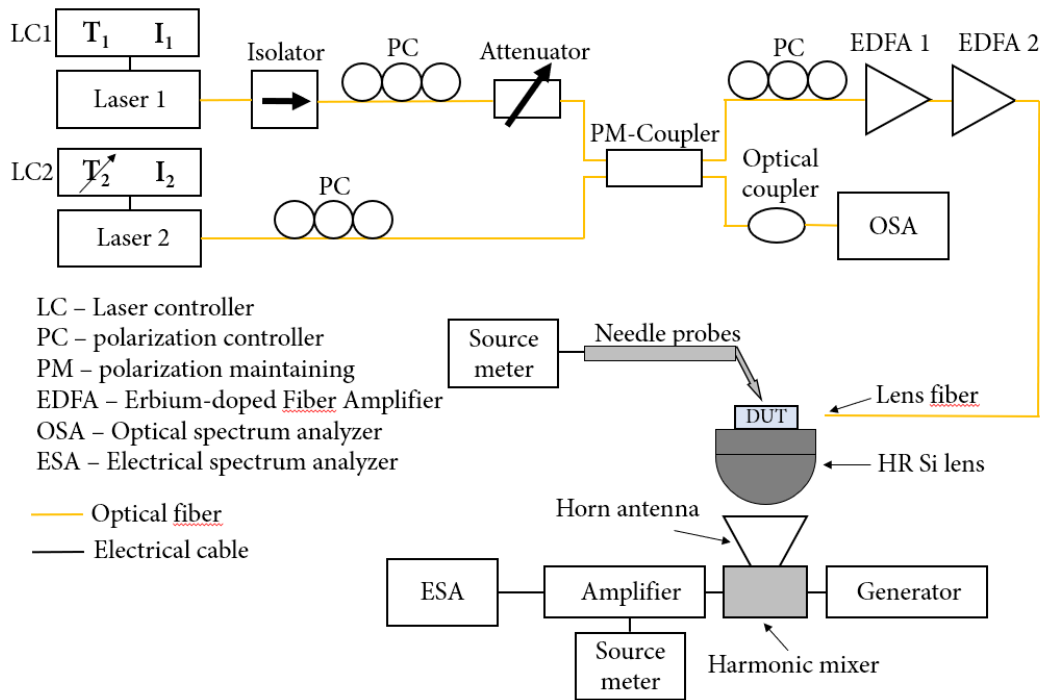 LC1
T1 I1
Laser 1
Isolator
PC
Attenuator
PM-Coupler
PC
EDFA 1
EDFA 2
LC2
T2 I2
Laser 2
PC
Optical
coupler
OSA
LC – Laser controller
PC – polarization controller
PM – polarization maintaining
EDFA – Erbium-doped Fiber Amplifier
OSA – Optical spectrum analyzer
ESA – Electrical spectrum analyzer
Optical fiber
Electrical cable
Source
meter
Needle probes
DUT
Lens fiber
HR Si lens
Horn antenna
ESA
Amplifier
Generator
Source
meter
Harmonic mixer